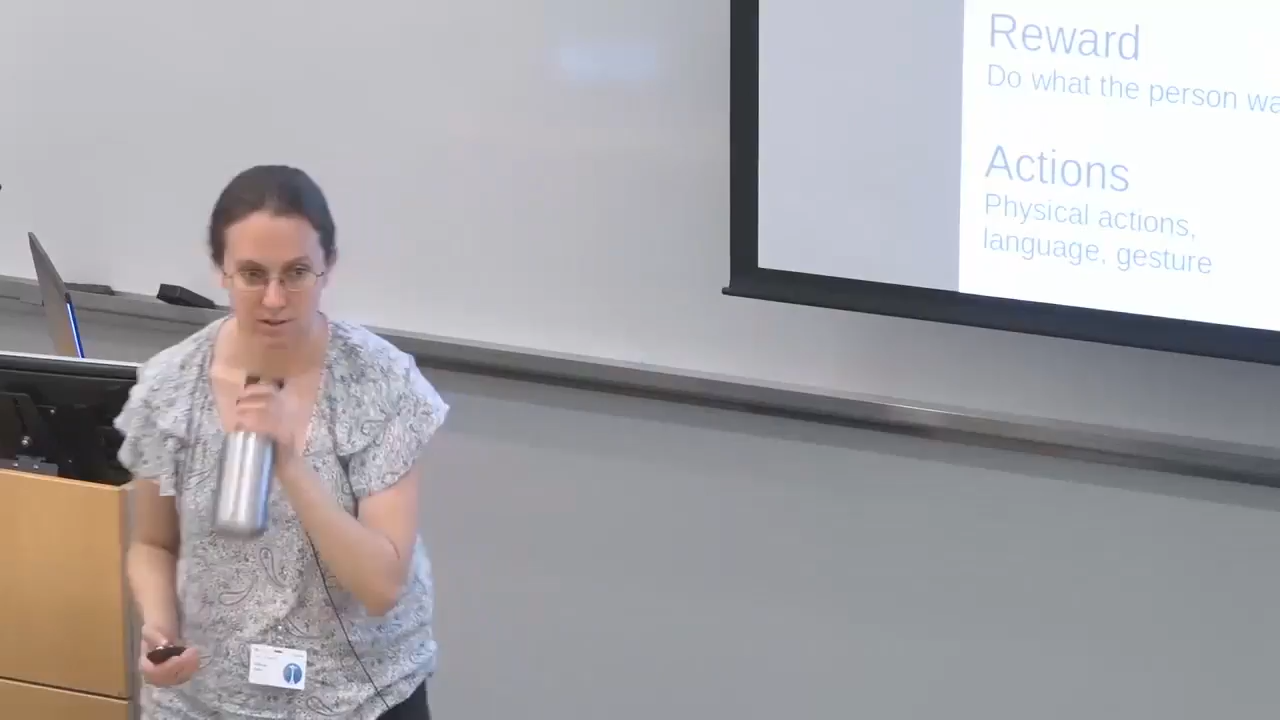 Reward
Do what the person wa
Actions
Physical actions,
language, gesture